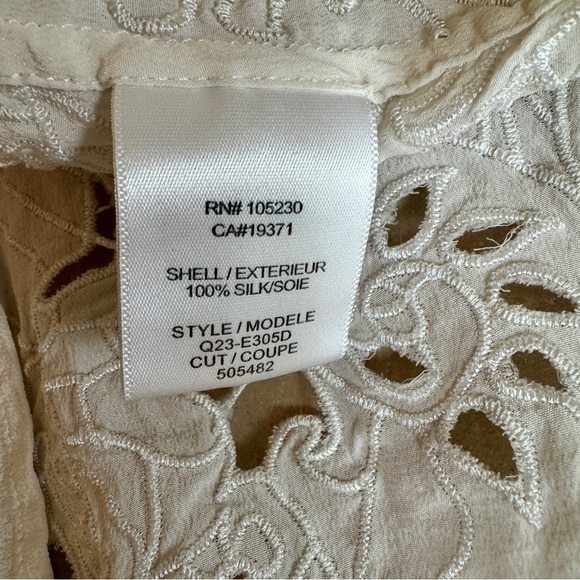 RN# 105230
CA#19371
SHELL / EXTERIEUR
100% SILK/SOIE
STYLE / MODELE
Q23-E305D
CUT / COUPE
505482